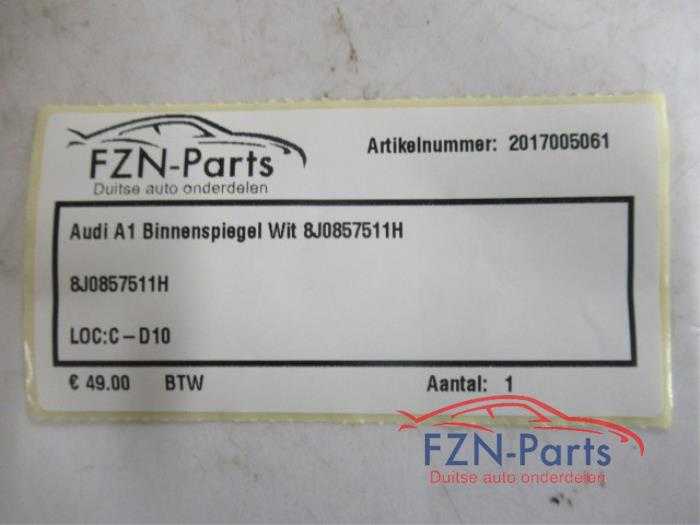 FZN-Parts
Duitse auto onderdelen
Artikelnummer: 2017005061
Audi A1 Binnenspiegel Wit 8J0857511H
8J0857511H
LOC:C-D10
€ 49.00 BTW Aantal: 1
FZN-Parts
Duitse auto onderdelen